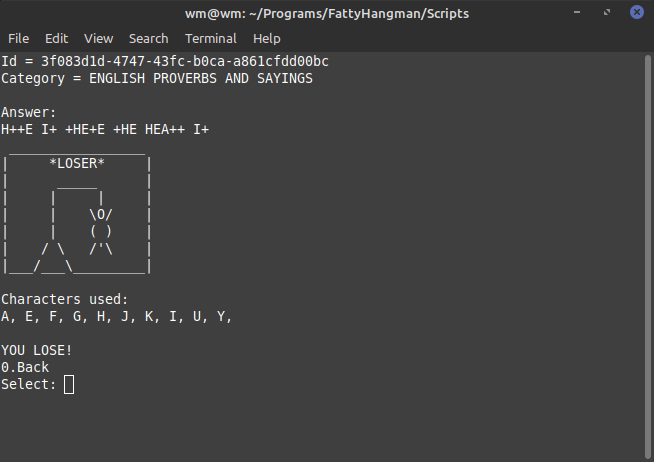 wm@wm: ~/Programs/FattyHangman/Scripts
File Edit View Search Terminal Help
Id = 3f083d1d-4747-43fc-b0ca-a861cfdd00bc
Category = ENGLISH PROVERBS AND SAYINGS
Answer:
H++E I+ +HE+E +HE HEA++ I+
*LOSER*
Characters used:
A, E, F, G, H, J, K, I, U, Y,
YOU LOSE!
0.Back
Select: